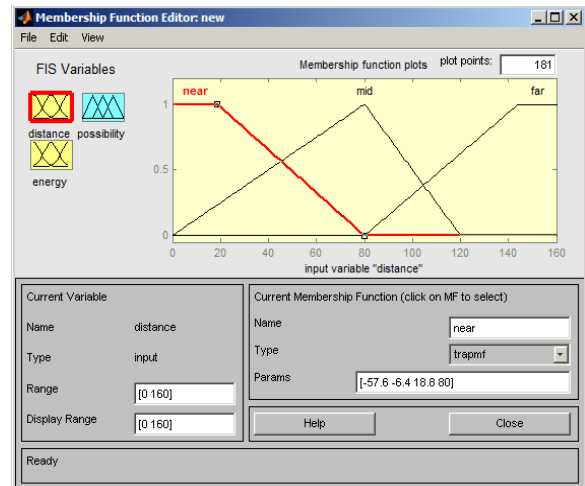 Membership Function Editor: new
File Edit View
FIS Variables
Membership function plots plot points: 181
near mid far
1
distance possibility
0.5
energy
0
0 20 40 60 80 100 120 140 160
input variable "distance"
Current Variable
Name distance
Type input
Range [0 160]
Display Range [0 160]
Current Membership Function (click on MF to select)
Name near
Type trapmf
Params [-57.6 -6.4 18.8 80]
Help Close
Ready